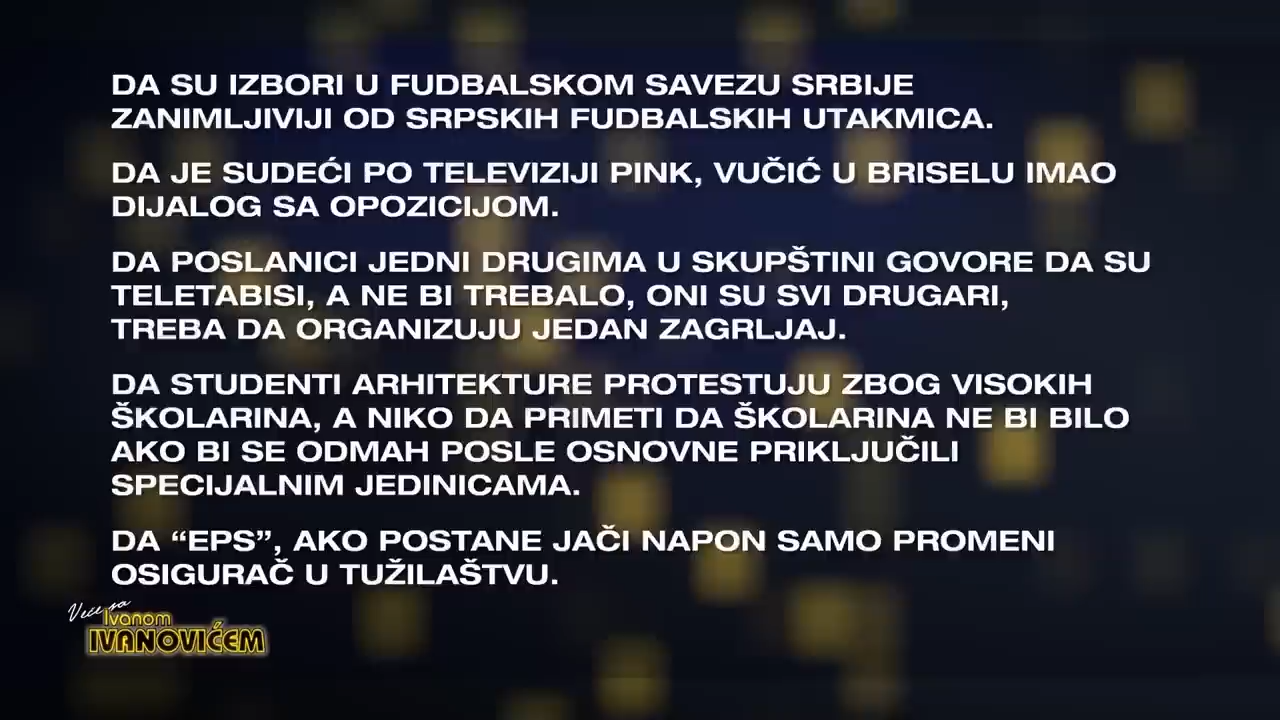 DA SU IZBORI U FUDBALSKOM SAVEZU SRBIJE
ZANIMLJIVIJI OD SRPSKIH FUDBALSKIH UTAKMICA.
DA JE SUDEĆI PO TELEVIZIJI PINK, VUČIĆ U BRISELU IMAO
DIJALOG SA OPOZICIJOM.
DA POSLANICI JEDNI DRUGIMA U SKUPŠTINI GOVORE DA SU
TELETABISI, A NE BI TREBALO, ONI SU SVI DRUGARI,
TREBA DA ORGANIZUJU JEDAN ZAGRLJAJ.
DA STUDENTI ARHITEKTURE PROTESTUJU ZBOG VISOKIH
ŠKOLARINA, A NIKO DA PRIMETI DA ŠKOLARINA NE BI BILO
AKO BI SE ODMAH POSLE OSNOVNE PRIKLJUČILI
SPECIJALNIM JEDINICAMA.
DA “EPS”, AKO POSTANE JAČI NAPON SAMO PROMENI
OSIGURAČ U TUŽILAŠTVU.
Veče sa
Ivanom
IVANOVIĆEM